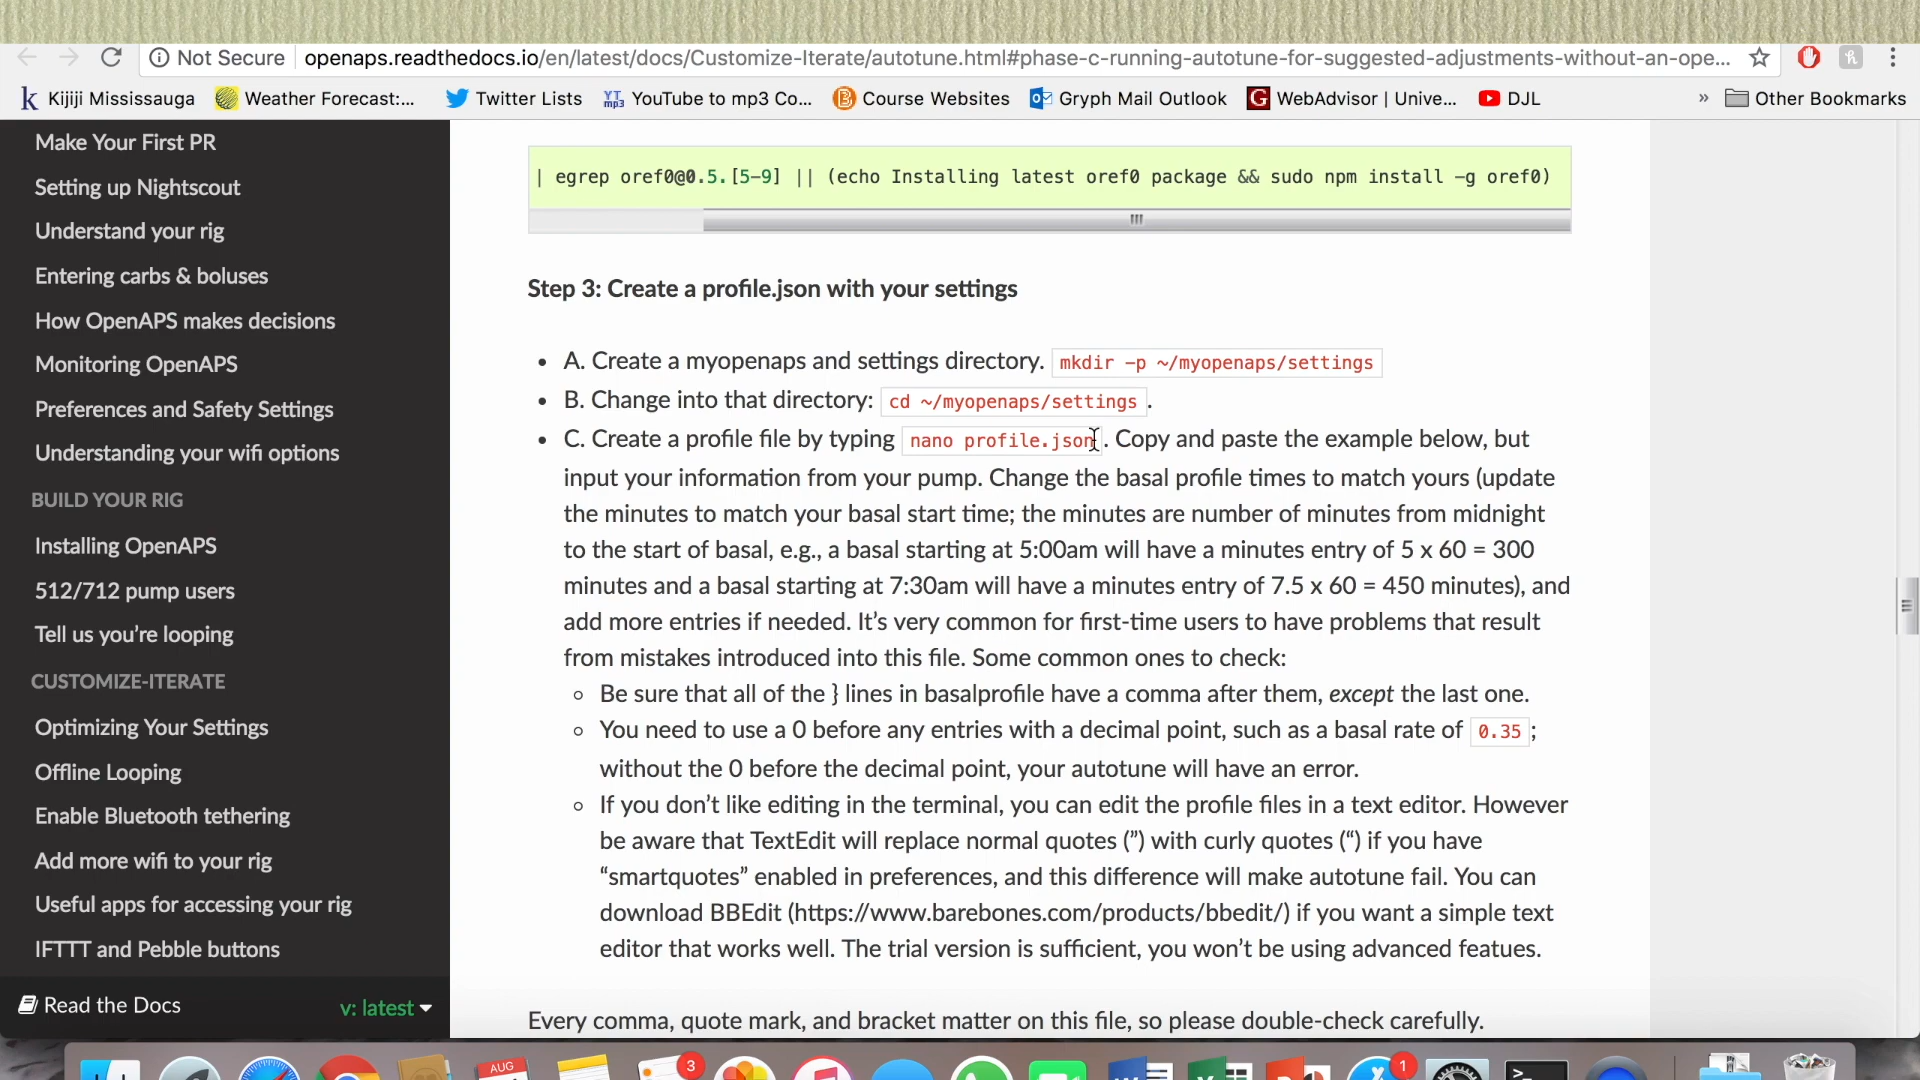 Not Secure openaps.readthedocs.io/en/latest/docs/Customize-Iterate/autotune.html#phase-c-running-autotune-for-suggested-adjustments-without-an-ope...
Kijiji Mississauga Weather Forecast:... Twitter Lists YouTube to mp3 Co... Course Websites Gryph Mail Outlook WebAdvisor | Unive... DJL » Other Bookmarks
Make Your First PR
Setting up Nightscout
Understand your rig
Entering carbs & boluses
How OpenAPS makes decisions
Monitoring OpenAPS
Preferences and Safety Settings
Understanding your wifi options
BUILD YOUR RIG
Installing OpenAPS
512/712 pump users
Tell us you’re looping
CUSTOMIZE-ITERATE
Optimizing Your Settings
Offline Looping
Enable Bluetooth tethering
Add more wifi to your rig
Useful apps for accessing your rig
IFTTT and Pebble buttons
Read the Docs v: latest
| egrep oref0@0.5.[5-9] || (echo Installing latest oref0 package && sudo npm install -g oref0)
Step 3: Create a profile.json with your settings
• A. Create a myopenaps and settings directory. mkdir -p ~/myopenaps/settings
• B. Change into that directory: cd ~/myopenaps/settings .
• C. Create a profile file by typing nano profile.json . Copy and paste the example below, but
input your information from your pump. Change the basal profile times to match yours (update
the minutes to match your basal start time; the minutes are number of minutes from midnight
to the start of basal, e.g., a basal starting at 5:00am will have a minutes entry of 5 x 60 = 300
minutes and a basal starting at 7:30am will have a minutes entry of 7.5 x 60 = 450 minutes), and
add more entries if needed. It’s very common for first-time users to have problems that result
from mistakes introduced into this file. Some common ones to check:
◦ Be sure that all of the } lines in basalprofile have a comma after them, except the last one.
◦ You need to use a 0 before any entries with a decimal point, such as a basal rate of 0.35 ;
without the 0 before the decimal point, your autotune will have an error.
◦ If you don’t like editing in the terminal, you can edit the profile files in a text editor. However
be aware that TextEdit will replace normal quotes (”) with curly quotes (“) if you have
“smartquotes” enabled in preferences, and this difference will make autotune fail. You can
download BBEdit (https://www.barebones.com/products/bbedit/) if you want a simple text
editor that works well. The trial version is sufficient, you won’t be using advanced featues.
Every comma, quote mark, and bracket matter on this file, so please double-check carefully.
AUG 3 1